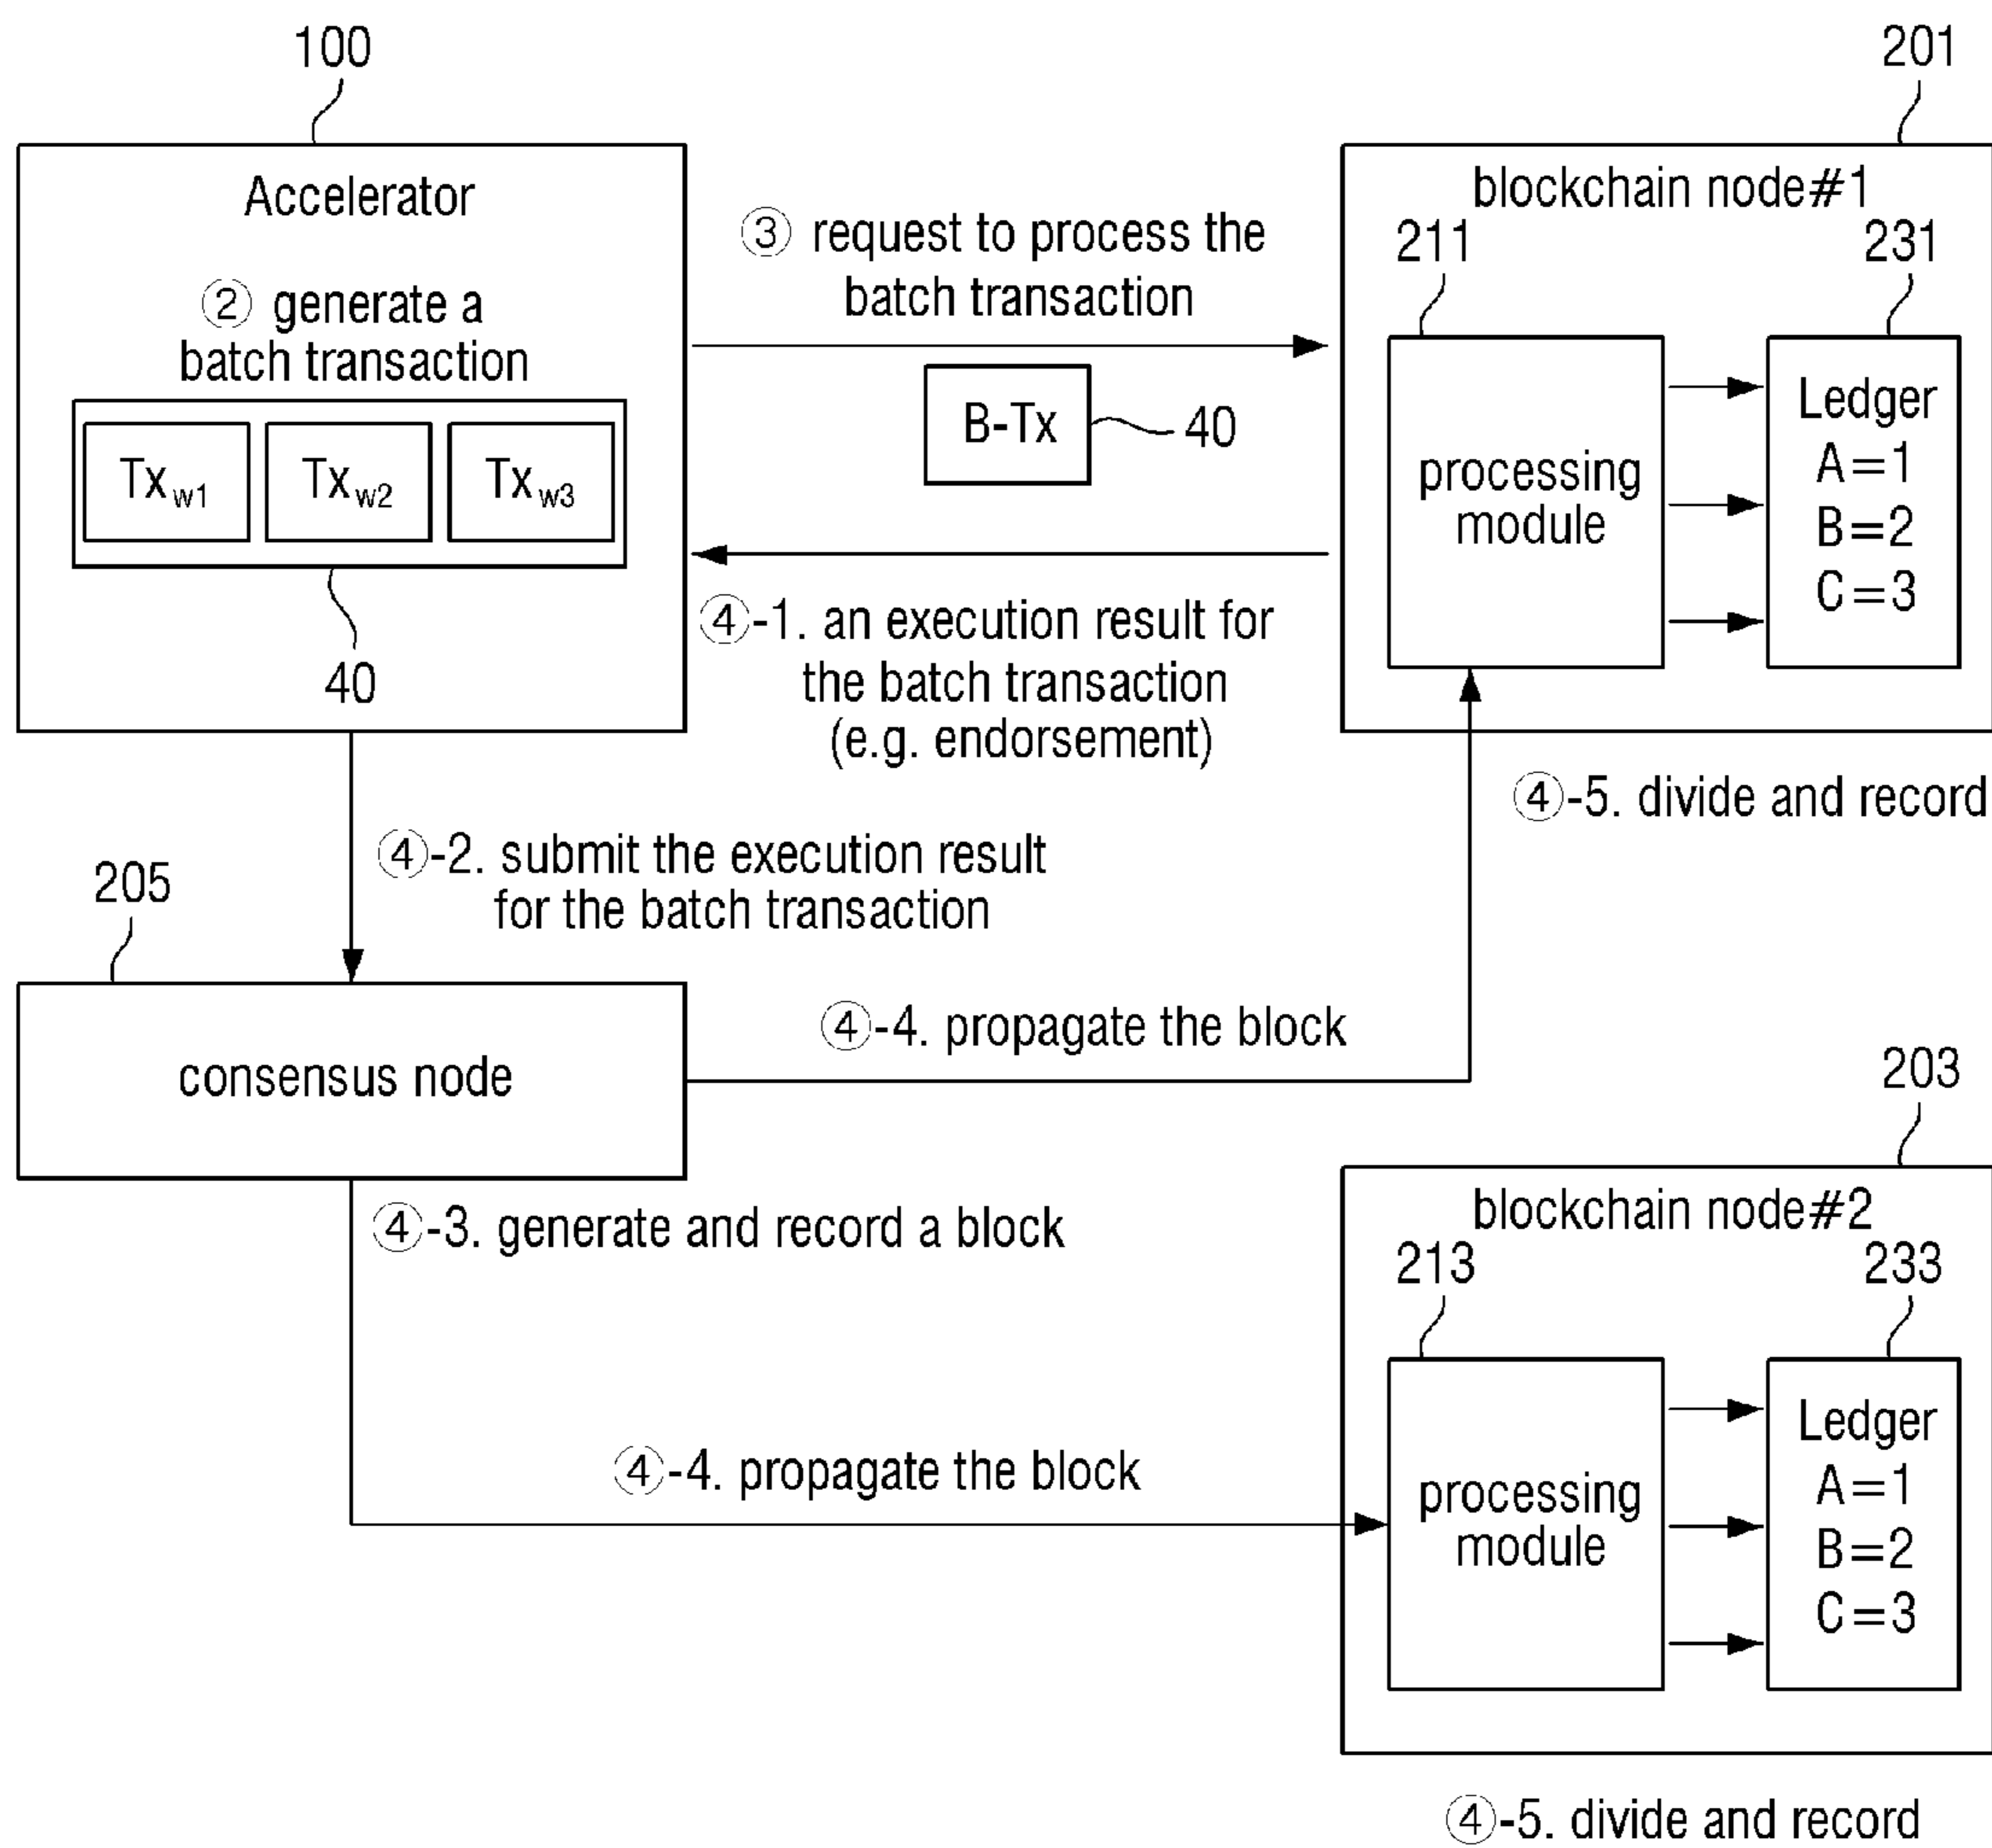 100
Accelerator
② generate a
batch transaction
Txw1 Txw2 Txw3
40
③ request to process the
batch transaction
B-Tx 40
④-1. an execution result for
the batch transaction
(e.g. endorsement)
201
blockchain node#1
211 231
processing
module
Ledger
A=1
B=2
C=3
④-5. divide and record
④-2. submit the execution result
for the batch transaction
205
consensus node
④-4. propagate the block
④-3. generate and record a block
④-4. propagate the block
203
blockchain node#2
213 233
processing
module
Ledger
A=1
B=2
C=3
④-5. divide and record